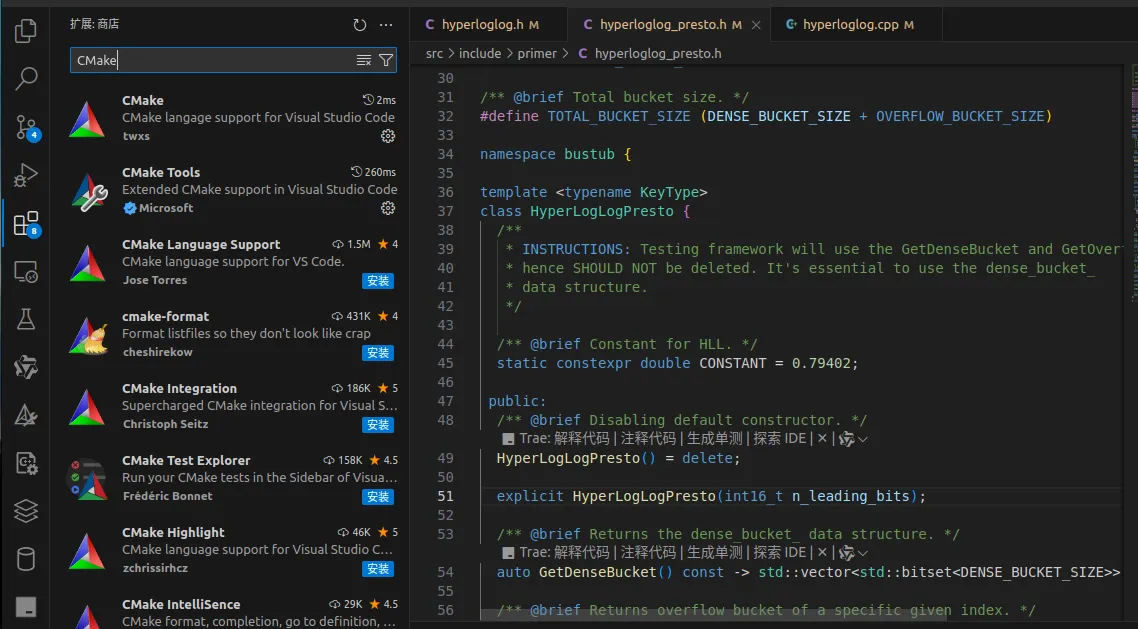 扩展: 商店
CMake
CMake 2ms
CMake langage support for Visual Studio Code
twxs
CMake Tools 260ms
Extended CMake support in Visual Studio Code
Microsoft
CMake Language Support 1.5M ★ 4
CMake language support for VS Code.
Jose Torres 安装
cmake-format 431K ★ 4
Format listfiles so they don't look like crap
cheshirekow 安装
CMake Integration 186K ★ 5
Supercharged CMake integration for Visual S...
Christoph Seitz 安装
CMake Test Explorer 158K ★ 4.5
Run your CMake tests in the Sidebar of Visua...
Frédéric Bonnet 安装
CMake Highlight 46K ★ 5
CMake language support for Visual Studio C...
zchrissirhcz 安装
CMake IntelliSence 29K ★ 4.5
CMake format, completion, go to definition, ...
4
8
C hyperloglog.h M
C hyperloglog_presto.h M ×
C+ hyperloglog.cpp M
src > include > primer > C hyperloglog_presto.h
30
31 /** @brief Total bucket size. */
32 #define TOTAL_BUCKET_SIZE (DENSE_BUCKET_SIZE + OVERFLOW_BUCKET_SIZE)
33
34 namespace bustub {
35
36 template <typename KeyType>
37 class HyperLogLogPresto {
38 /**
39 * INSTRUCTIONS: Testing framework will use the GetDenseBucket and GetOver
40 * hence SHOULD NOT be deleted. It's essential to use the dense_bucket_
41 * data structure.
42 */
43
44 /** @brief Constant for HLL. */
45 static constexpr double CONSTANT = 0.79402;
46
47 public:
48 /** @brief Disabling default constructor. */
Trae: 解释代码 | 注释代码 | 生成单测 | 探索 IDE | × |
49 HyperLogLogPresto() = delete;
50
51 explicit HyperLogLogPresto(int16_t n_leading_bits);
52
53 /** @brief Returns the dense_bucket_ data structure. */
Trae: 解释代码 | 注释代码 | 生成单测 | 探索 IDE | × |
54 auto GetDenseBucket() const -> std::vector<std::bitset<DENSE_BUCKET_SIZE>>
55
56 /** @brief Returns overflow bucket of a specific given index. */